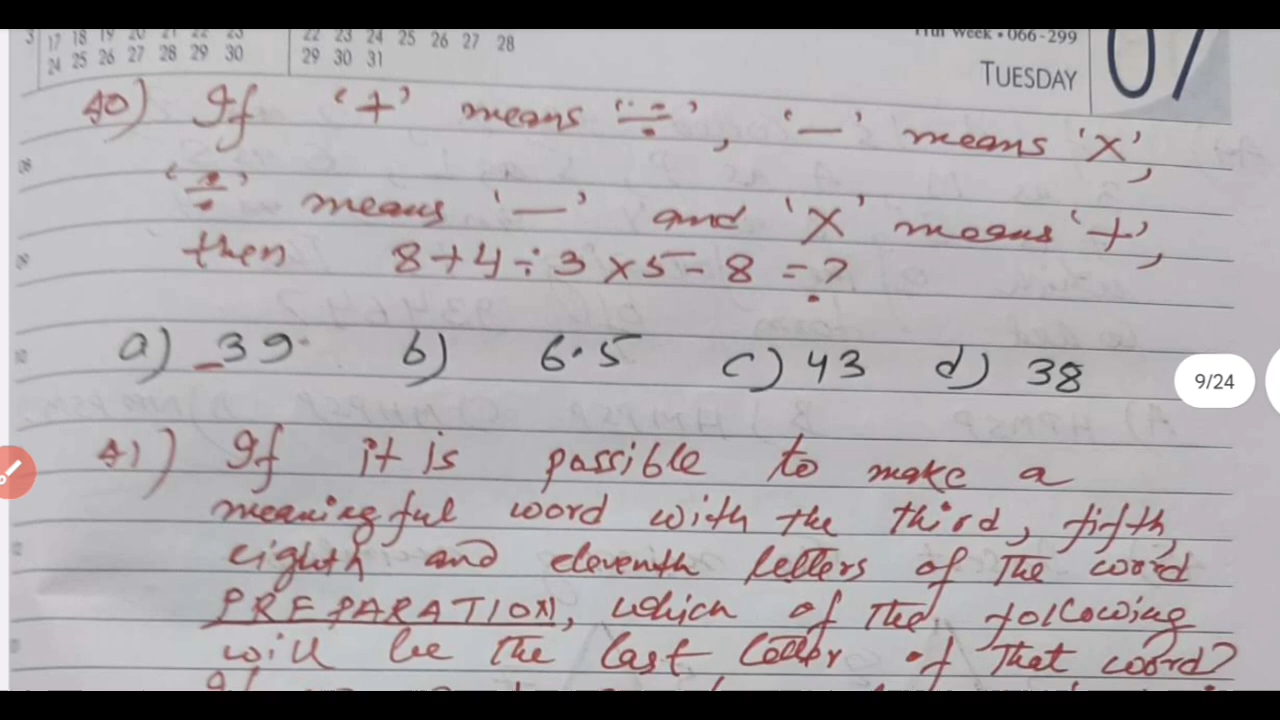 17 18 19 20 21 22 23
24 25 26 27 28 29 30
22 23 24 25 26 27 28
29 30 31
11th Week • 066-299
TUESDAY
07
40) If '+' means '÷', '—' means 'X',
'÷' means '—' and 'X' means '+',
then 8+4÷3×5-8 =?
a) 39 b) 6.5 c) 43 d) 38
9/24
41) If it is passible to make a
meaningful word with the third, fifth,
eighth and eleventh letters of The word
PREPARATION, which of The following
will be The last letter of That word?